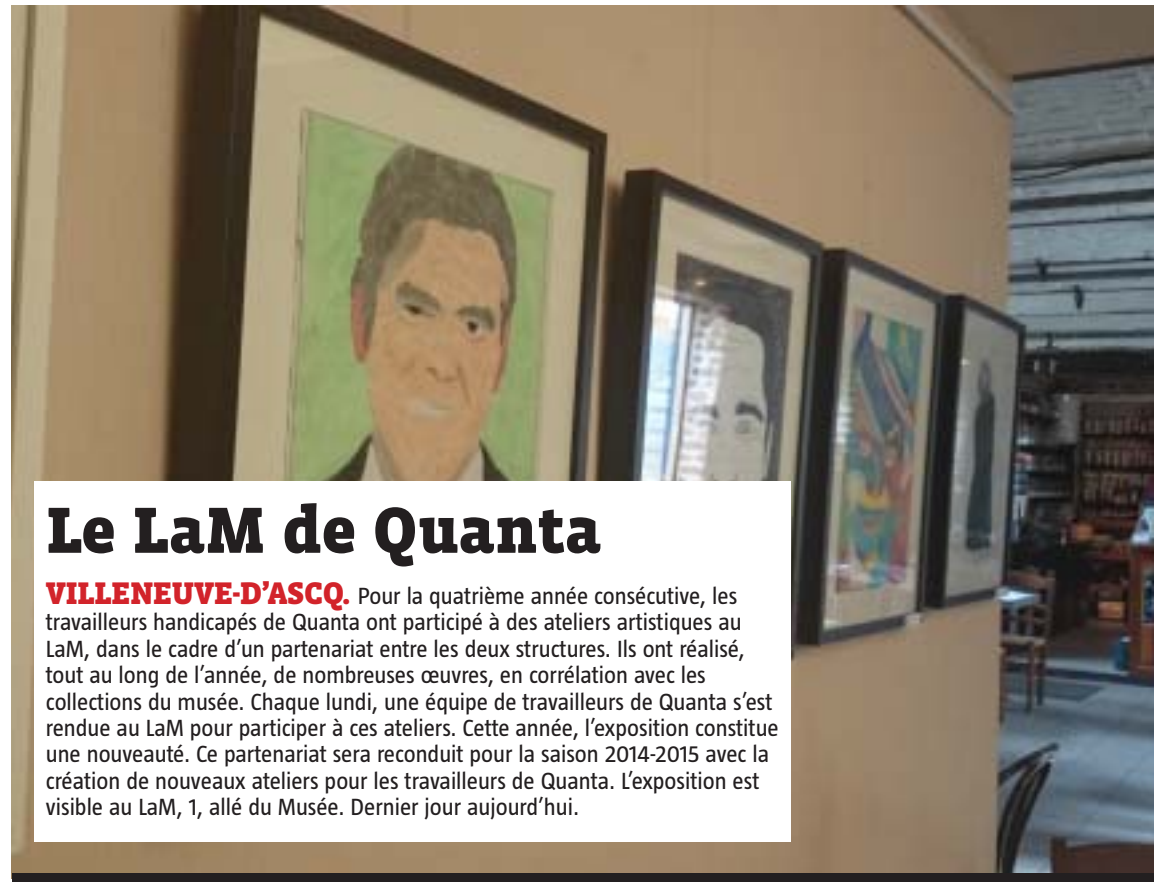 Le LaM de Quanta
VILLENEUVE-D’ASCQ. Pour la quatrième année consécutive, les
travailleurs handicapés de Quanta ont participé à des ateliers artistiques au
LaM, dans le cadre d’un partenariat entre les deux structures. Ils ont réalisé,
tout au long de l’année, de nombreuses œuvres, en corrélation avec les
collections du musée. Chaque lundi, une équipe de travailleurs de Quanta s’est
rendue au LaM pour participer à ces ateliers. Cette année, l’exposition constitue
une nouveauté. Ce partenariat sera reconduit pour la saison 2014-2015 avec la
création de nouveaux ateliers pour les travailleurs de Quanta. L’exposition est
visible au LaM, 1, allé du Musée. Dernier jour aujourd’hui.